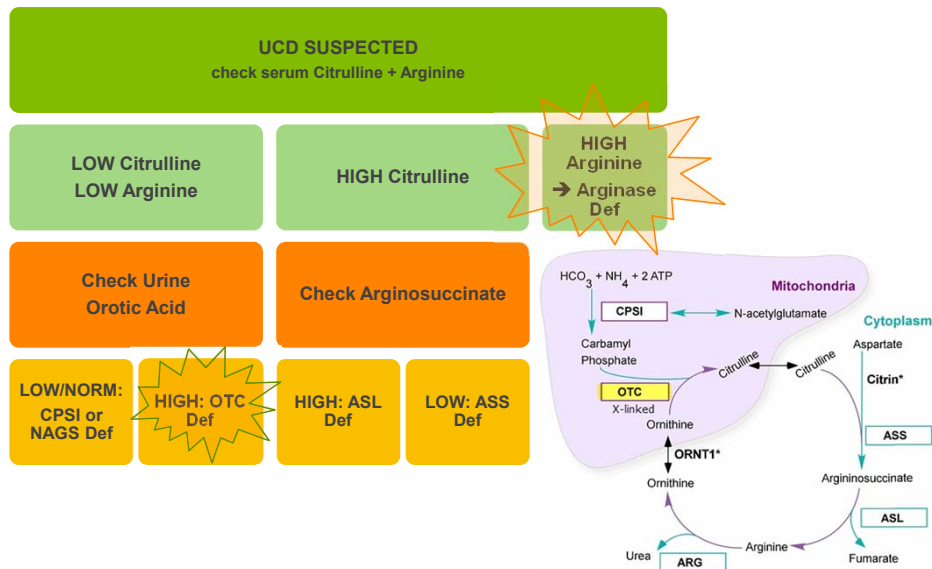 UCD SUSPECTED
check serum Citrulline + Arginine
LOW Citrulline
LOW Arginine
HIGH Citrulline
HIGH
Arginine
➔ Arginase
Def
Check Urine
Orotic Acid
Check Arginosuccinate
LOW/NORM:
CPSI or
NAGS Def
HIGH: OTC
Def
HIGH: ASL
Def
LOW: ASS
Def
HCO3 + NH4 + 2 ATP
Mitochondria
CPSI
N-acetylglutamate
Cytoplasm
Carbamyl
Phosphate
Aspartate
Citrulline
Citrulline
Citrin*
OTC
X-linked
Ornithine
ASS
ORNT1*
Argininosuccinate
Ornithine
ASL
Arginine
Urea
ARG
Fumarate